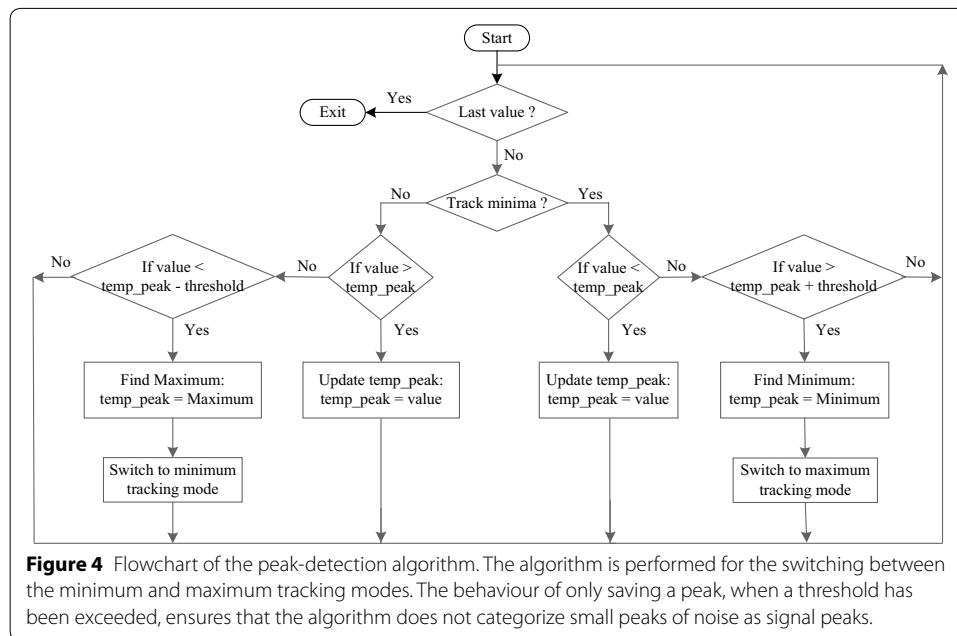 Start
Last value ?
Yes
Exit
No
Track minima ?
No
Yes
If value <
temp_peak - threshold
No
No
If value >
temp_peak
If value <
temp_peak
No
If value >
temp_peak + threshold
No
Yes
Yes
Yes
Yes
Find Maximum:
temp_peak = Maximum
Update temp_peak:
temp_peak = value
Update temp_peak:
temp_peak = value
Find Minimum:
temp_peak = Minimum
Switch to minimum
tracking mode
Switch to maximum
tracking mode
Figure 4 Flowchart of the peak-detection algorithm. The algorithm is performed for the switching between
the minimum and maximum tracking modes. The behaviour of only saving a peak, when a threshold has
been exceeded, ensures that the algorithm does not categorize small peaks of noise as signal peaks.